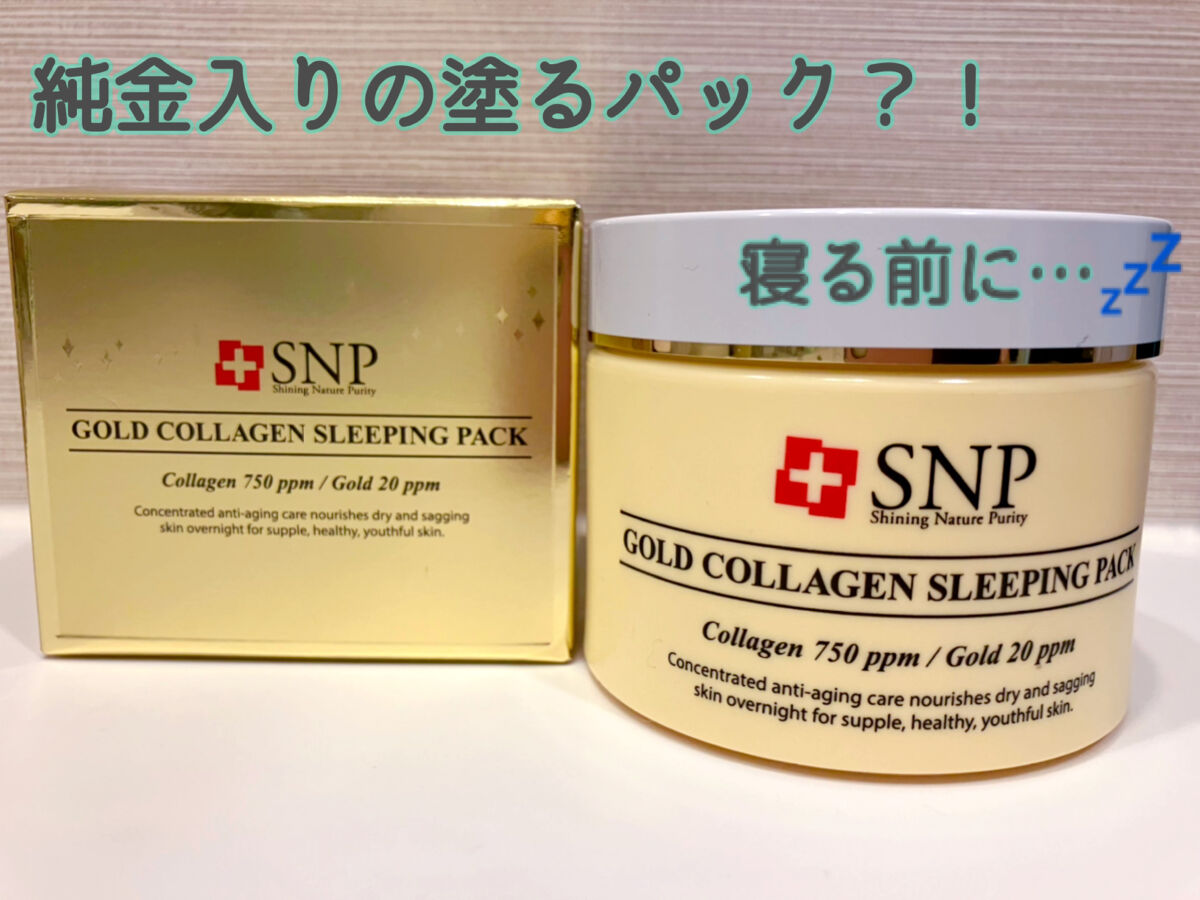 純金入りの塗るパック？！
寝る前に…💤
SNP
Shining Nature Purity
GOLD COLLAGEN SLEEPING PACK
Collagen 750 ppm / Gold 20 ppm
Concentrated anti-aging care nourishes dry and sagging
skin overnight for supple, healthy, youthful skin.
SNP
Shining Nature Purity
GOLD COLLAGEN SLEEPING PACK
Collagen 750 ppm / Gold 20 ppm
Concentrated anti-aging care nourishes dry and sagging
skin overnight for supple, healthy, youthful skin.